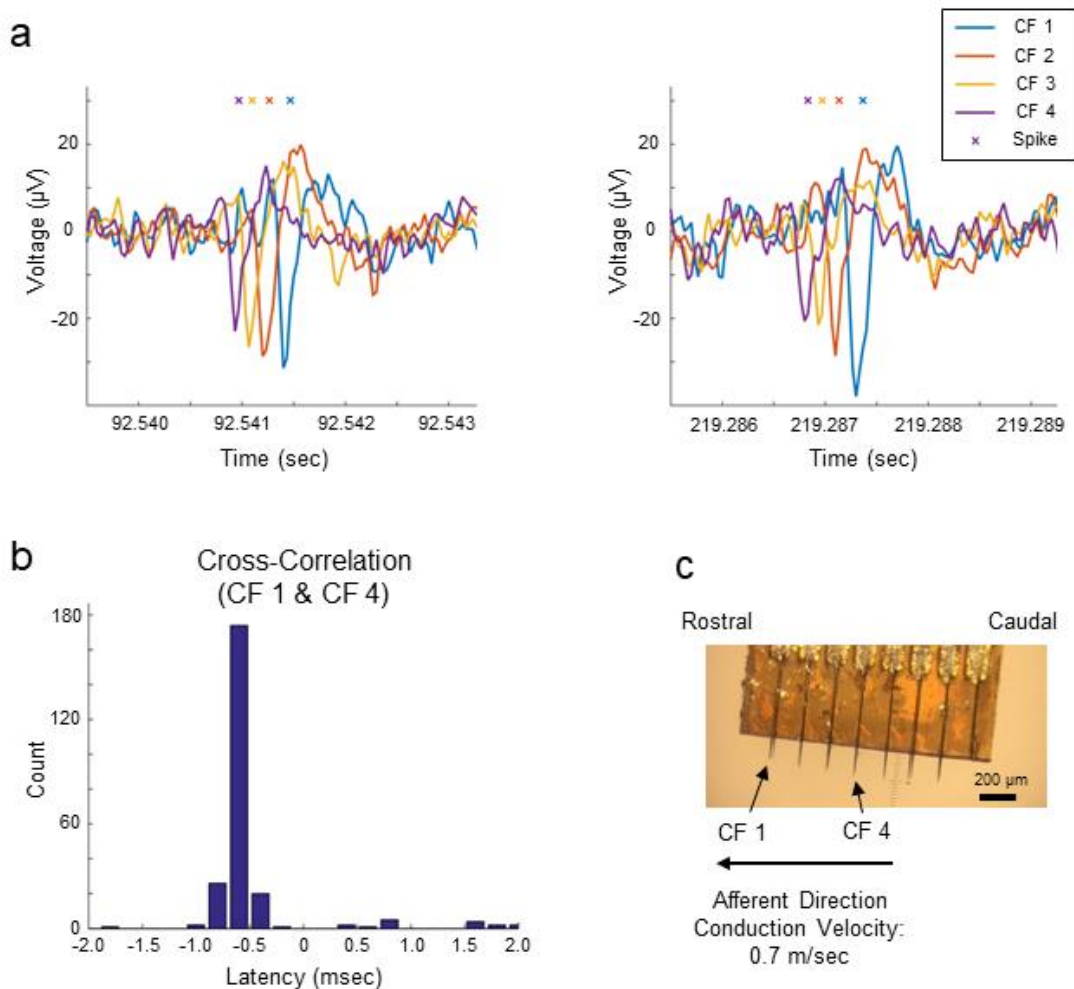 a
CF 1
CF 2
CF 3
CF 4
Spike
Voltage (µV)
20
0
-20
92.540 92.541 92.542 92.543
Time (sec)
Voltage (µV)
20
0
-20
219.286 219.287 219.288 219.289
Time (sec)
b
Cross-Correlation
(CF 1 & CF 4)
Count
180
120
60
0
-2.0 -1.5 -1.0 -0.5 0 0.5 1.0 1.5 2.0
Latency (msec)
c
Rostral Caudal
200 µm
CF 1 CF 4
Afferent Direction
Conduction Velocity:
0.7 m/sec